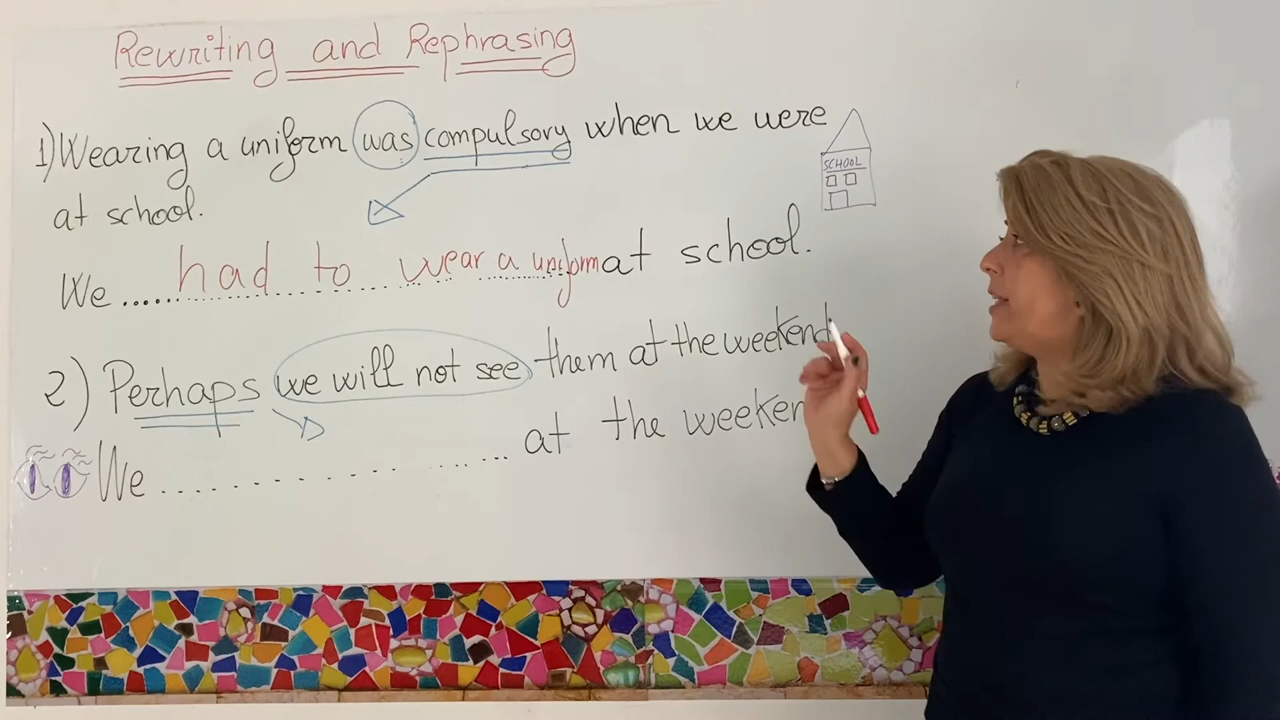 Rewriting and Rephrasing
1) Wearing a uniform was compulsory when we were
SCHOOL
at school.
We ...... had to wear a uniform at school.
2) Perhaps we will not see them at the weekend
We ................ at the weeken